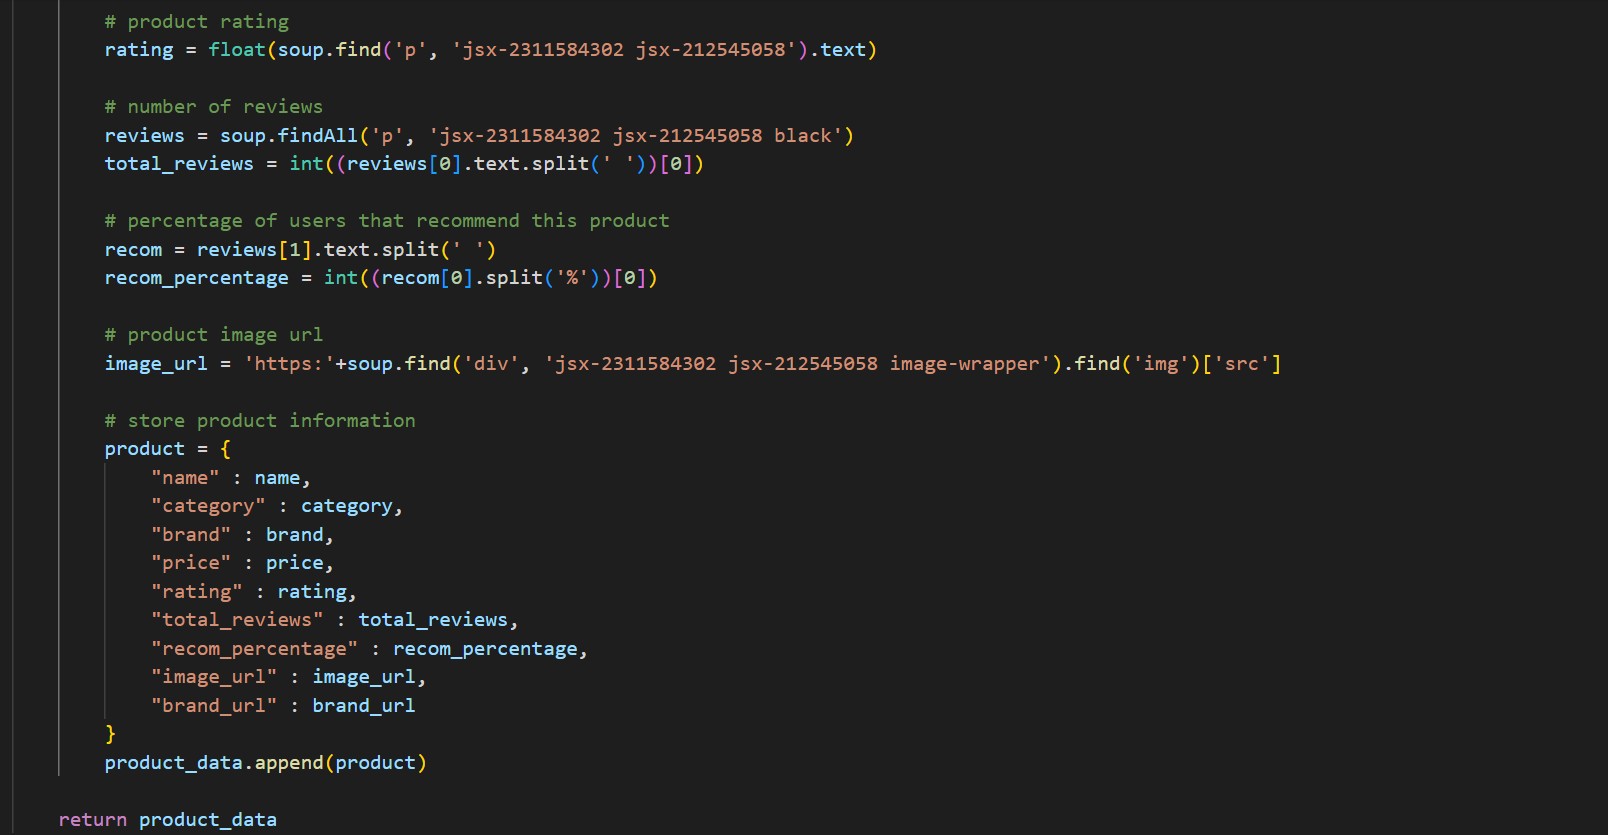 # product rating
rating = float(soup.find('p', 'jsx-2311584302 jsx-212545058').text)
# number of reviews
reviews = soup.findAll('p', 'jsx-2311584302 jsx-212545058 black')
total_reviews = int((reviews[0].text.split(' '))[0])
# percentage of users that recommend this product
recom = reviews[1].text.split(' ')
recom_percentage = int((recom[0].split('%'))[0])
# product image url
image_url = 'https:'+soup.find('div', 'jsx-2311584302 jsx-212545058 image-wrapper').find('img')['src']
# store product information
product = {
"name" : name,
"category" : category,
"brand" : brand,
"price" : price,
"rating" : rating,
"total_reviews" : total_reviews,
"recom_percentage" : recom_percentage,
"image_url" : image_url,
"brand_url" : brand_url
}
product_data.append(product)
return product_data